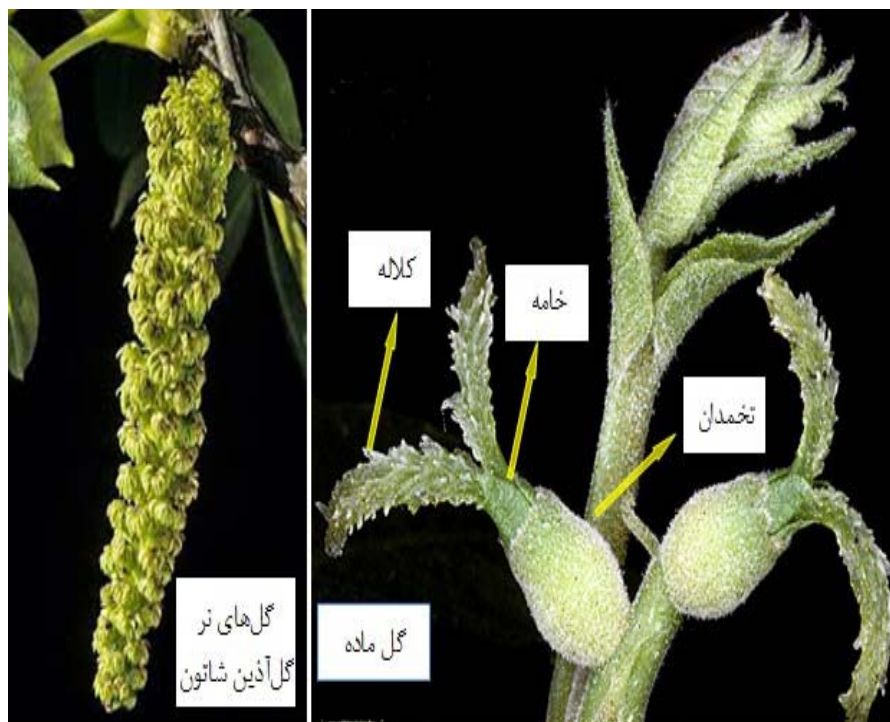 گل‌های نر
گل‌آذین شاتون
کلاله
خامه
تخمدان
گل ماده